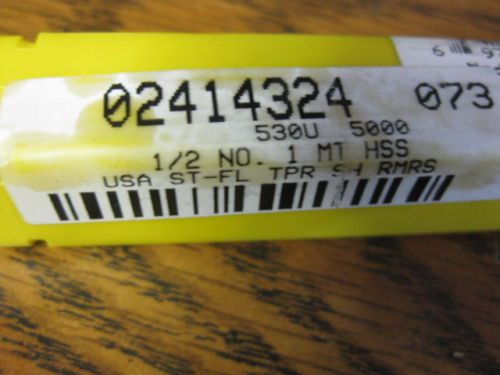 02414324 073
530U 5000
1/2 NO. 1 MT HSS
USA ST-FL TPR SH RMRS